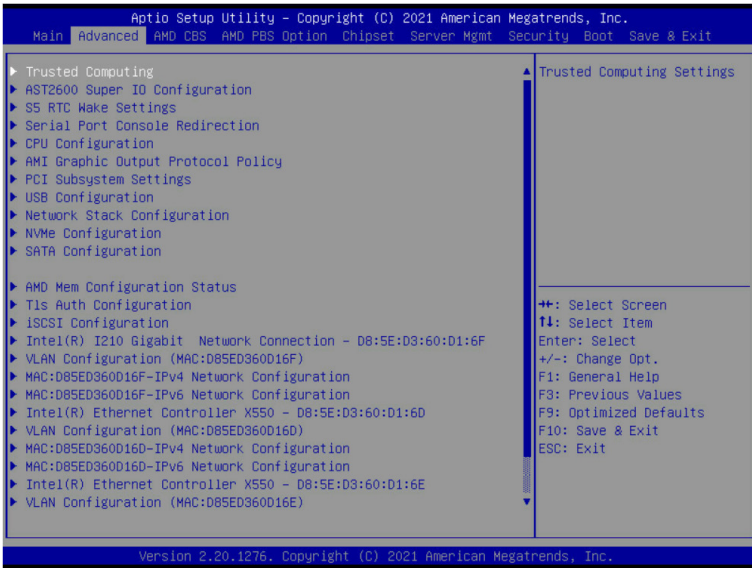 Aptio Setup Utility – Copyright (C) 2021 American Megatrends, Inc.
Main Advanced AMD CBS AMD PBS Option Chipset Server Mgmt Security Boot Save & Exit
Trusted Computing
AST2600 Super IO Configuration
S5 RTC Wake Settings
Serial Port Console Redirection
CPU Configuration
AMI Graphic Output Protocol Policy
PCI Subsystem Settings
USB Configuration
Network Stack Configuration
NVMe Configuration
SATA Configuration
AMD Mem Configuration Status
Tls Auth Configuration
iSCSI Configuration
Intel(R) I210 Gigabit  Network Connection – D8:5E:D3:60:D1:6F
VLAN Configuration (MAC:D85ED360D16F)
MAC:D85ED360D16F-IPv4 Network Configuration
MAC:D85ED360D16F-IPv6 Network Configuration
Intel(R) Ethernet Controller X550 – D8:5E:D3:60:D1:6D
VLAN Configuration (MAC:D85ED360D16D)
MAC:D85ED360D16D-IPv4 Network Configuration
MAC:D85ED360D16D-IPv6 Network Configuration
Intel(R) Ethernet Controller X550 – D8:5E:D3:60:D1:6E
VLAN Configuration (MAC:D85ED360D16E)
Trusted Computing Settings
→←: Select Screen
↑↓: Select Item
Enter: Select
+/-: Change Opt.
F1: General Help
F3: Previous Values
F9: Optimized Defaults
F10: Save & Exit
ESC: Exit
Version 2.20.1276. Copyright (C) 2021 American Megatrends, Inc.